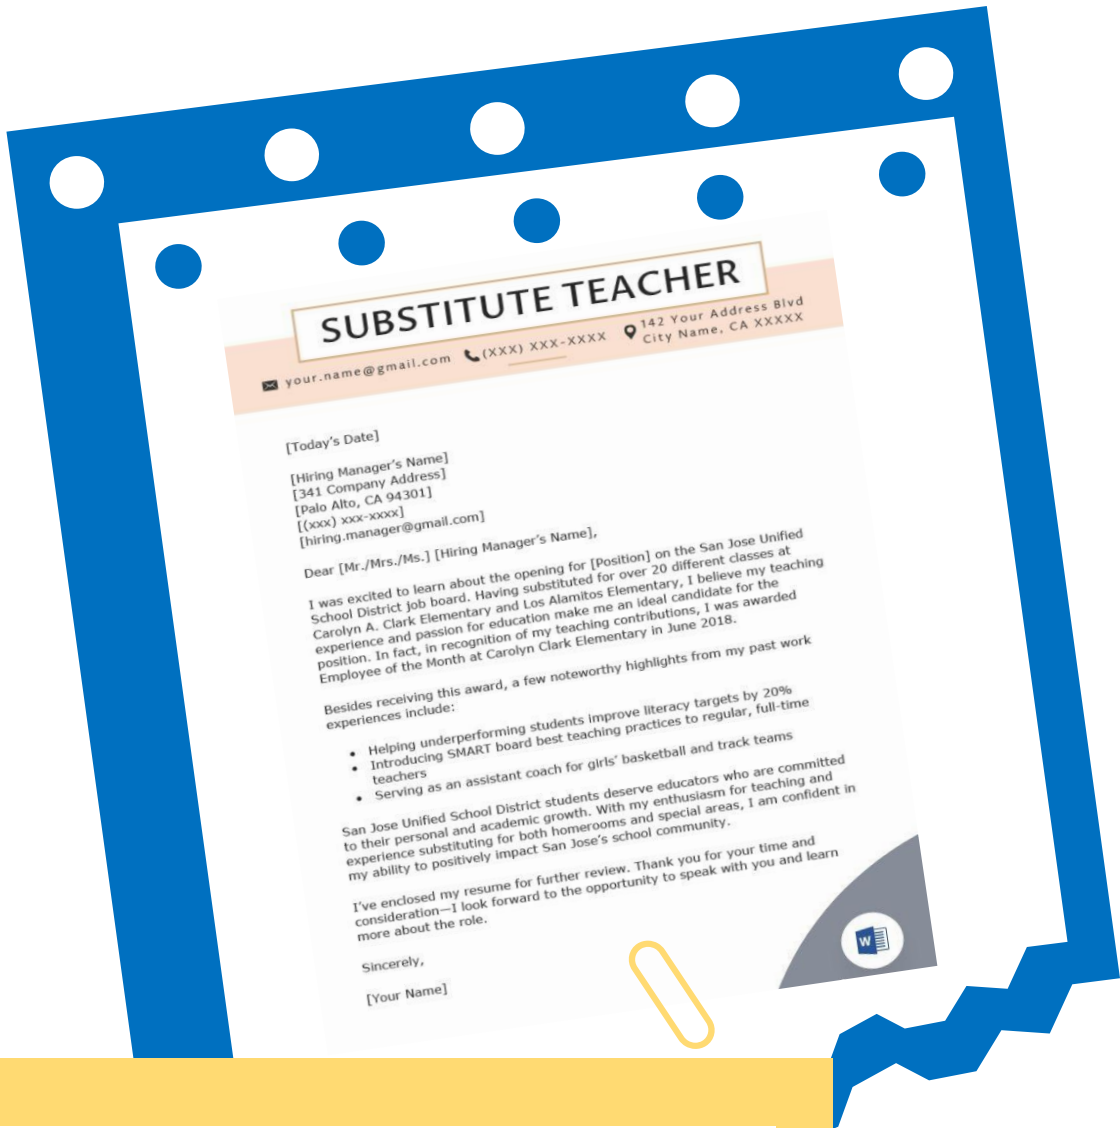 SUBSTITUTE TEACHER
your.name@gmail.com (XXX) XXX-XXXX 142 Your Address Blvd
City Name, CA XXXXX
[Today's Date]
[Hiring Manager's Name]
[341 Company Address]
[Palo Alto, CA 94301]
[(xxx) xxx-xxxx]
[hiring.manager@gmail.com]
Dear [Mr./Mrs./Ms.] [Hiring Manager's Name],
I was excited to learn about the opening for [Position] on the San Jose Unified
School District job board. Having substituted for over 20 different classes at
Carolyn A. Clark Elementary and Los Alamitos Elementary, I believe my teaching
experience and passion for education make me an ideal candidate for the
position. In fact, in recognition of my teaching contributions, I was awarded
Employee of the Month at Carolyn Clark Elementary in June 2018.
Besides receiving this award, a few noteworthy highlights from my past work
experiences include:
• Helping underperforming students improve literacy targets by 20%
• Introducing SMART board best teaching practices to regular, full-time
teachers
• Serving as an assistant coach for girls' basketball and track teams
San Jose Unified School District students deserve educators who are committed
to their personal and academic growth. With my enthusiasm for teaching and
experience substituting for both homerooms and special areas, I am confident in
my ability to positively impact San Jose's school community.
I've enclosed my resume for further review. Thank you for your time and
consideration—I look forward to the opportunity to speak with you and learn
more about the role.
Sincerely,
[Your Name]
W